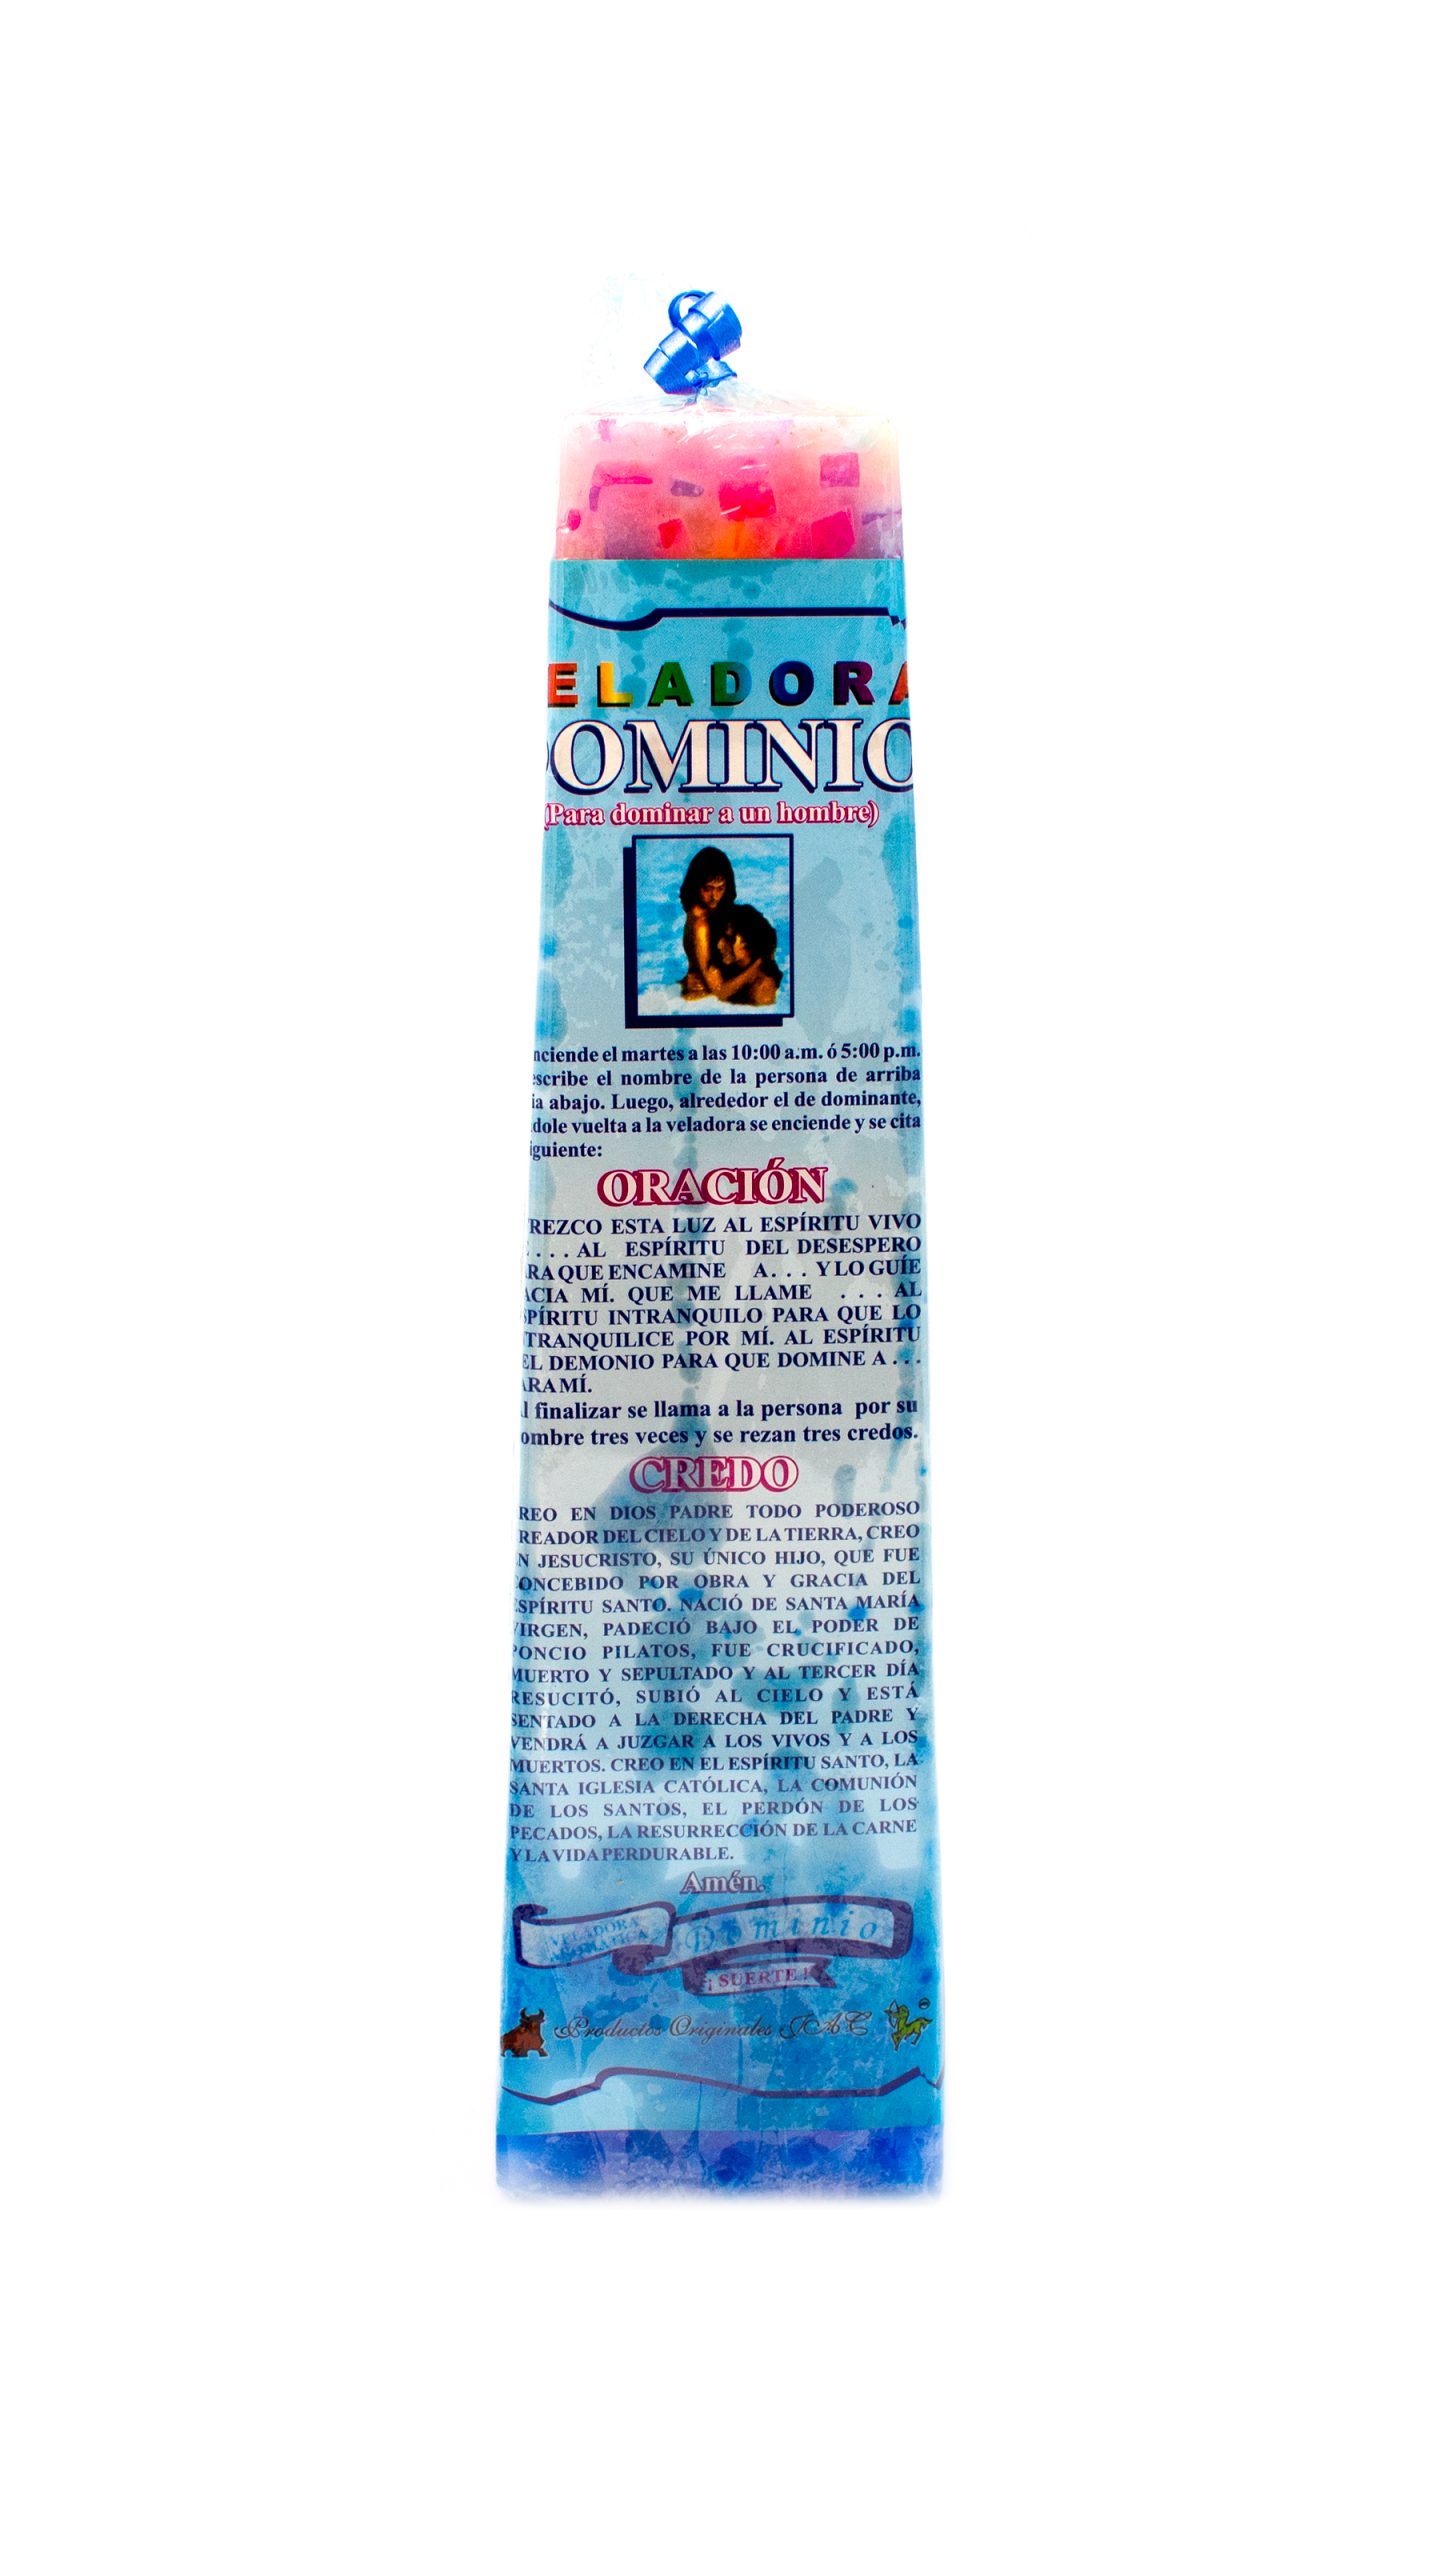 ELADORA
DOMINIO
(Para dominar a un hombre)
nciende el martes a las 10:00 a.m. ó 5:00 p.m.
escribe el nombre de la persona de arriba
ia abajo. Luego, alrededor el de dominante,
dole vuelta a la veladora se enciende y se cita
iguiente:
ORACIÓN
REZCO ESTA LUZ AL ESPÍRITU VIVO
. . . AL ESPÍRITU DEL DESESPERO
RA QUE ENCAMINE A. . . Y LO GUÍE
ACIA MÍ. QUE ME LLAME . . . AL
SPÍRITU INTRANQUILO PARA QUE LO
TRANQUILICE POR MÍ. AL ESPÍRITU
EL DEMONIO PARA QUE DOMINE A . . .
ARA MÍ.
l finalizar se llama a la persona por su
ombre tres veces y se rezan tres credos.
CREDO
REO EN DIOS PADRE TODO PODEROSO
READOR DEL CIELO Y DE LA TIERRA, CREO
N JESUCRISTO, SU ÚNICO HIJO, QUE FUE
ONCEBIDO POR OBRA Y GRACIA DEL
SPÍRITU SANTO. NACIÓ DE SANTA MARÍA
VIRGEN, PADECIÓ BAJO EL PODER DE
PONCIO PILATOS, FUE CRUCIFICADO,
MUERTO Y SEPULTADO Y AL TERCER DÍA
RESUCITÓ, SUBIÓ AL CIELO Y ESTÁ
SENTADO A LA DERECHA DEL PADRE Y
VENDRÁ A JUZGAR A LOS VIVOS Y A LOS
MUERTOS. CREO EN EL ESPÍRITU SANTO, LA
SANTA IGLESIA CATÓLICA, LA COMUNIÓN
DE LOS SANTOS, EL PERDÓN DE LOS
PECADOS, LA RESURRECCIÓN DE LA CARNE
Y LA VIDA PERDURABLE.
Amén.
VELADORA
Dominio
¡SUERTE!
Productos Originales JAC